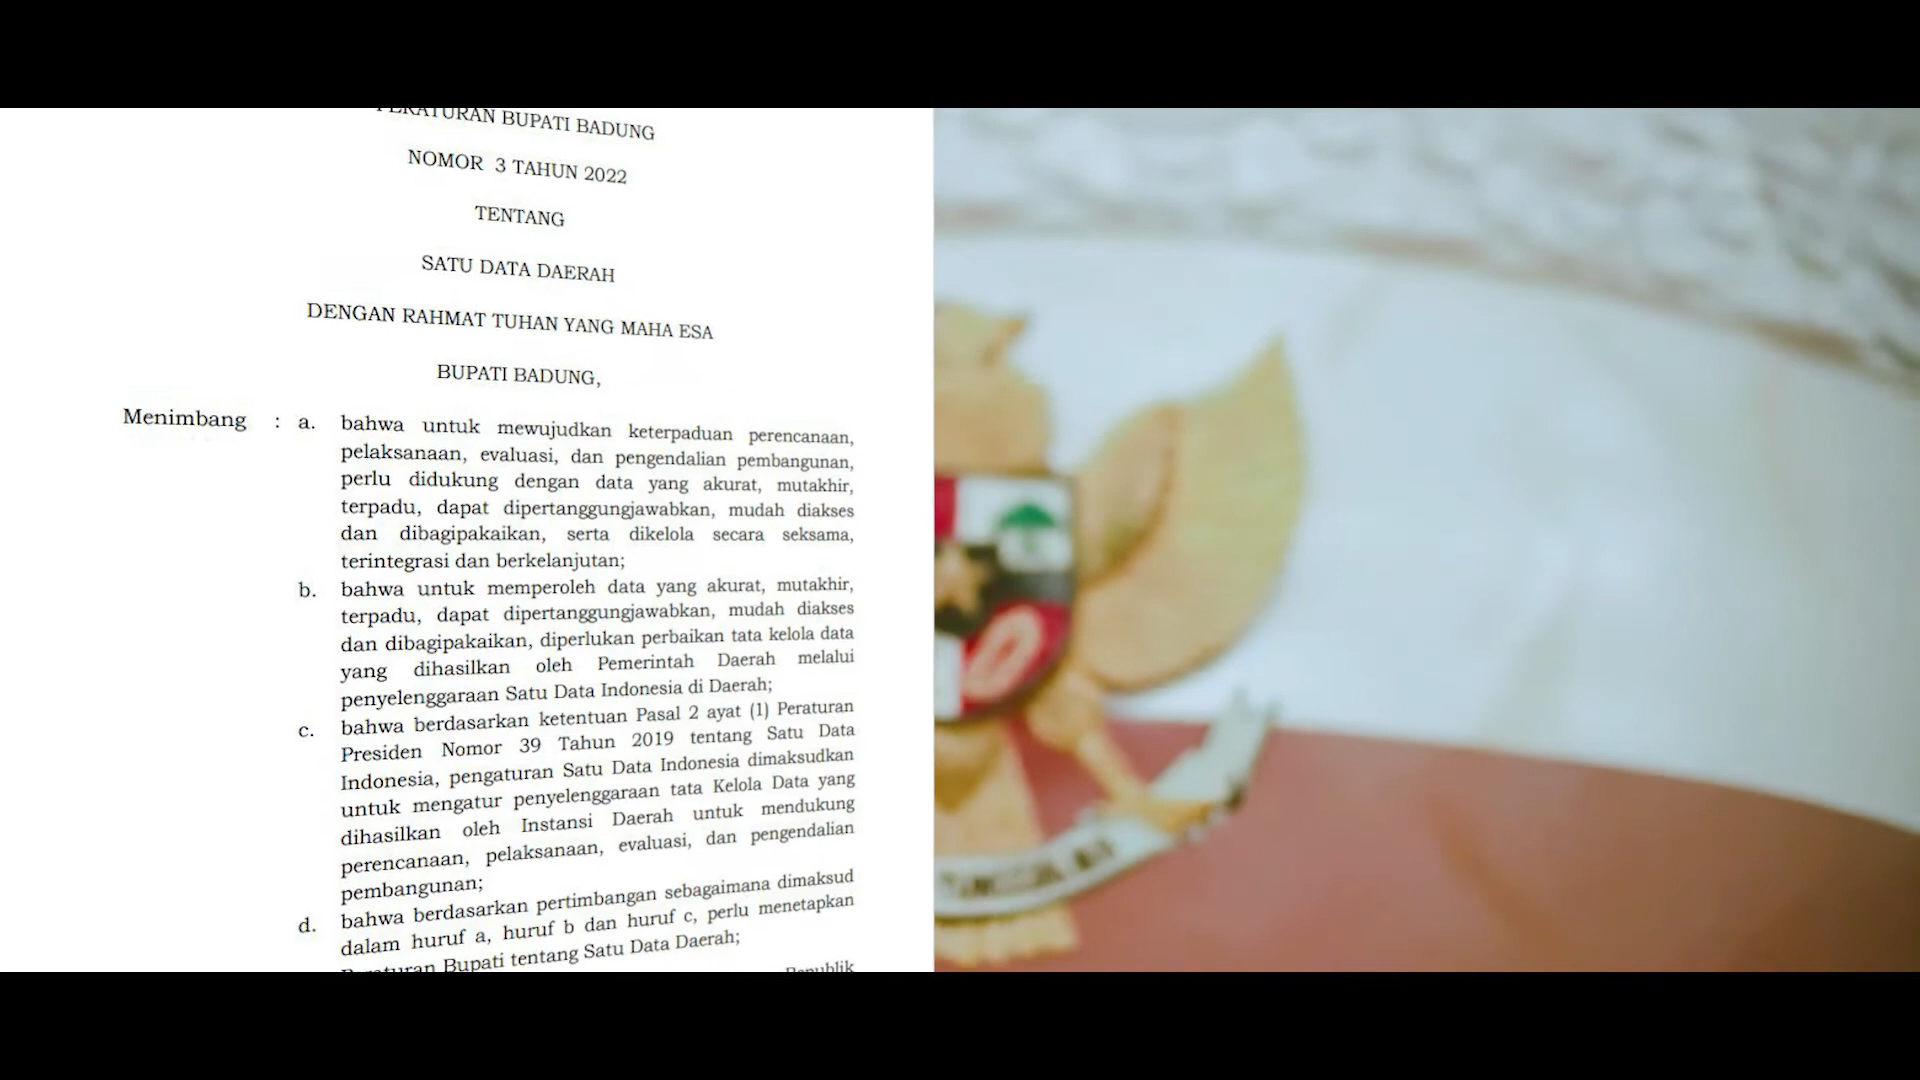 PERATURAN BUPATI BADUNG
NOMOR 3 TAHUN 2022
TENTANG
SATU DATA DAERAH
DENGAN RAHMAT TUHAN YANG MAHA ESA
BUPATI BADUNG,
Menimbang : a. bahwa untuk mewujudkan keterpaduan perencanaan,
pelaksanaan, evaluasi, dan pengendalian pembangunan,
perlu didukung dengan data yang akurat, mutakhir,
terpadu, dapat dipertanggungjawabkan, mudah diakses
dan dibagipakaikan, serta dikelola secara seksama,
terintegrasi dan berkelanjutan;
b. bahwa untuk memperoleh data yang akurat, mutakhir,
terpadu, dapat dipertanggungjawabkan, mudah diakses
dan dibagipakaikan, diperlukan perbaikan tata kelola data
yang dihasilkan oleh Pemerintah Daerah melalui
penyelenggaraan Satu Data Indonesia di Daerah;
c. bahwa berdasarkan ketentuan Pasal 2 ayat (1) Peraturan
Presiden Nomor 39 Tahun 2019 tentang Satu Data
Indonesia, pengaturan Satu Data Indonesia dimaksudkan
untuk mengatur penyelenggaraan tata Kelola Data yang
dihasilkan oleh Instansi Daerah untuk mendukung
perencanaan, pelaksanaan, evaluasi, dan pengendalian
pembangunan;
d. bahwa berdasarkan pertimbangan sebagaimana dimaksud
dalam huruf a, huruf b dan huruf c, perlu menetapkan
Peraturan Bupati tentang Satu Data Daerah;
Republik